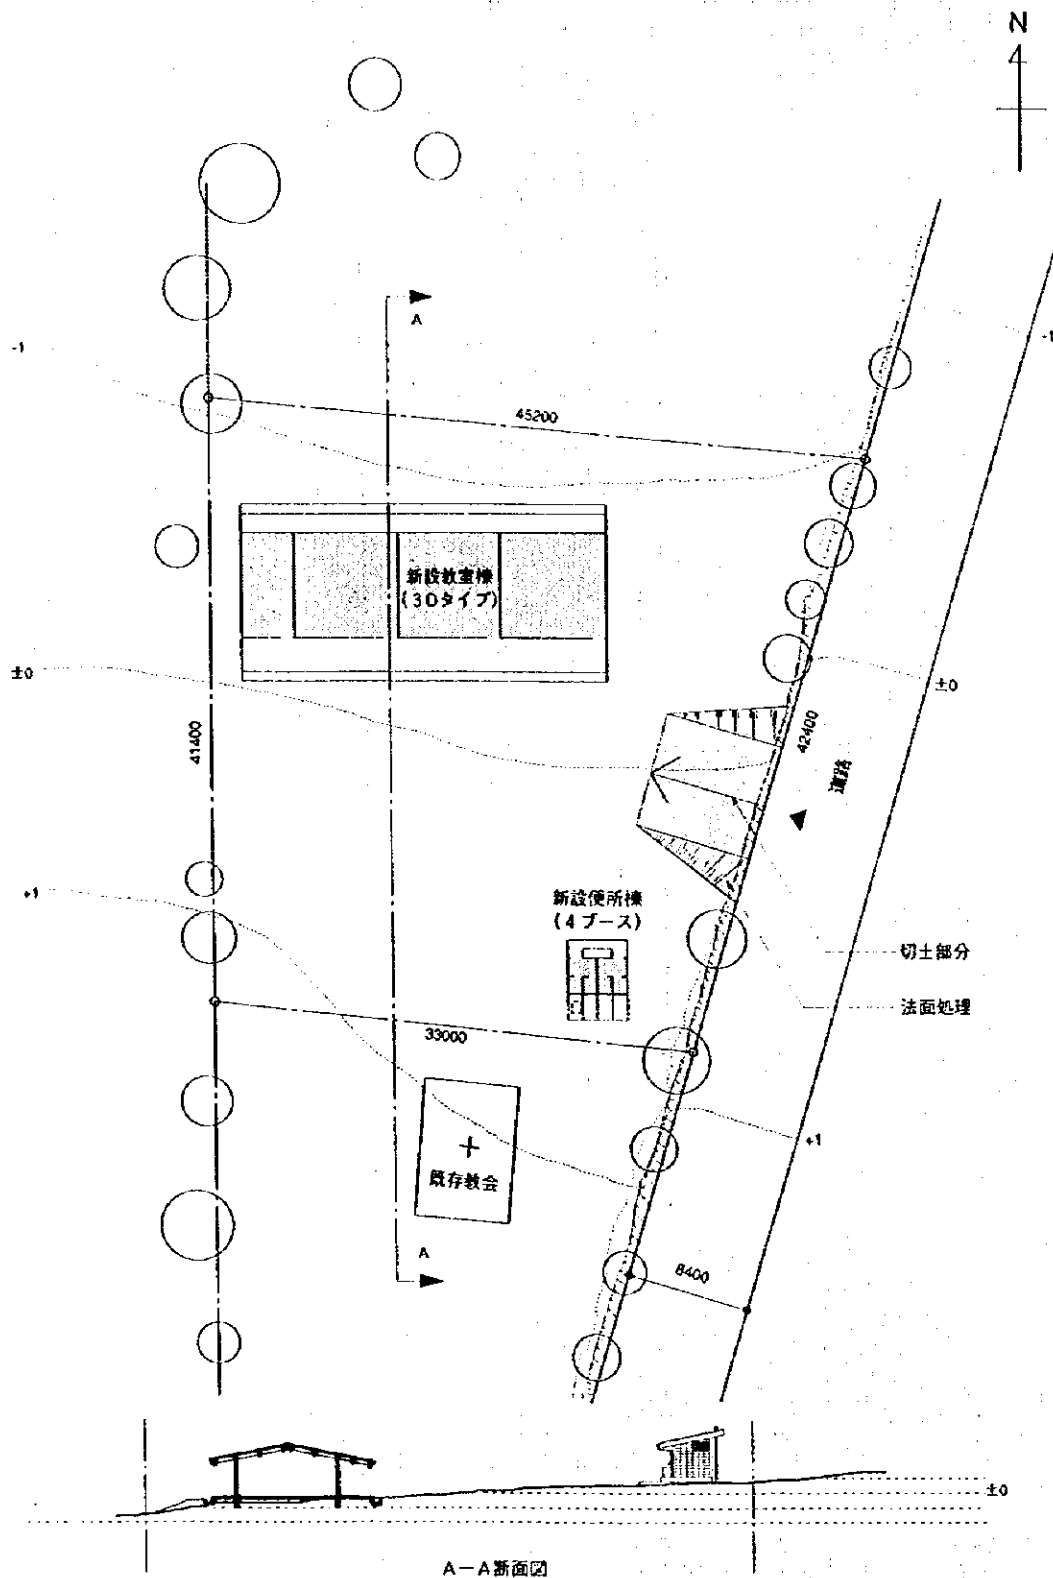 N
A
-1
-1
45200
新設教室棟
(3Dタイプ)
±0
±0
42400
41400
道路
+1
新設便所棟
(4ブース)
切土部分
法面処理
33000
+1
+
既存教会
A
8400
±0
A−A断面図